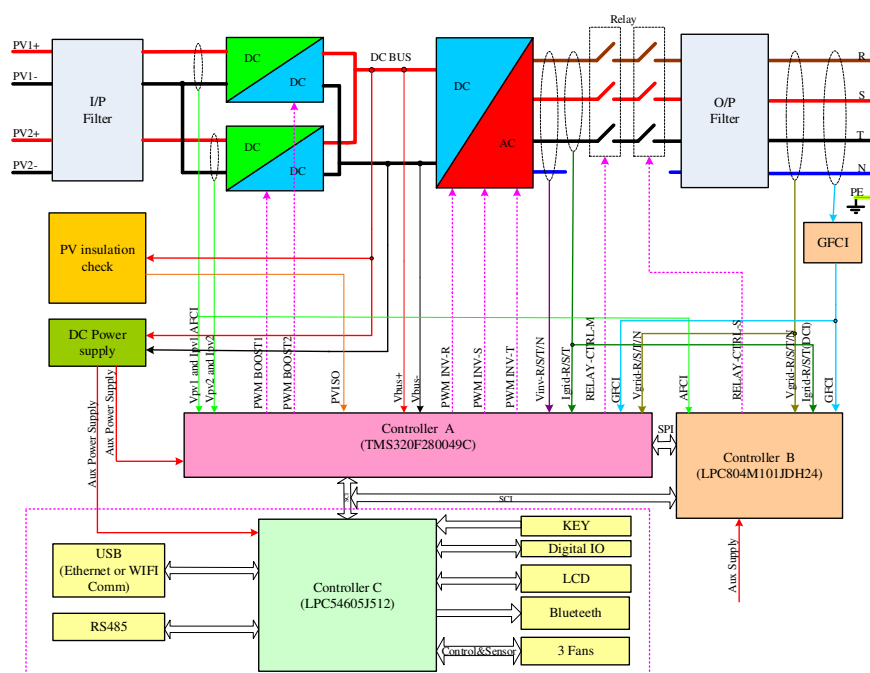 PV1+
PV1-
PV2+
PV2-
I/P
Filter
DC
DC
DC
DC
DC BUS
DC
AC
Relay
O/P
Filter
R
S
T
N
PE
GFCI
PV insulation
check
DC Power
supply
Aux Power Supply
Aux Power Supply
Vpv1 and Ipv1
AFCI
Vpv2 and Ipv2
PWM BOOST1
PWM BOOST2
PVISO
Vbus+
Vbus-
PWM INV-R
PWM INV-S
PWM INV-T
Vinv-R/S/T/N
Igrid-R/S/T
RELAY-CTRL-M
GFCI
Vgrid-R/S/T/N
AFCI
RELAY-CTRL-S
Vgrid-R/S/T/N
Igrid-R/S/T(DCI)
GFCI
Controller A
(TMS320F280049C)
SPI
Controller B
(LPC804M101JDH24)
SCI
SCI
Aux Supply
USB
(Ethernet or WIFI
Comm)
RS485
Controller C
(LPC54605J512)
KEY
Digital IO
LCD
Blueteeth
Control&Sensor
3 Fans